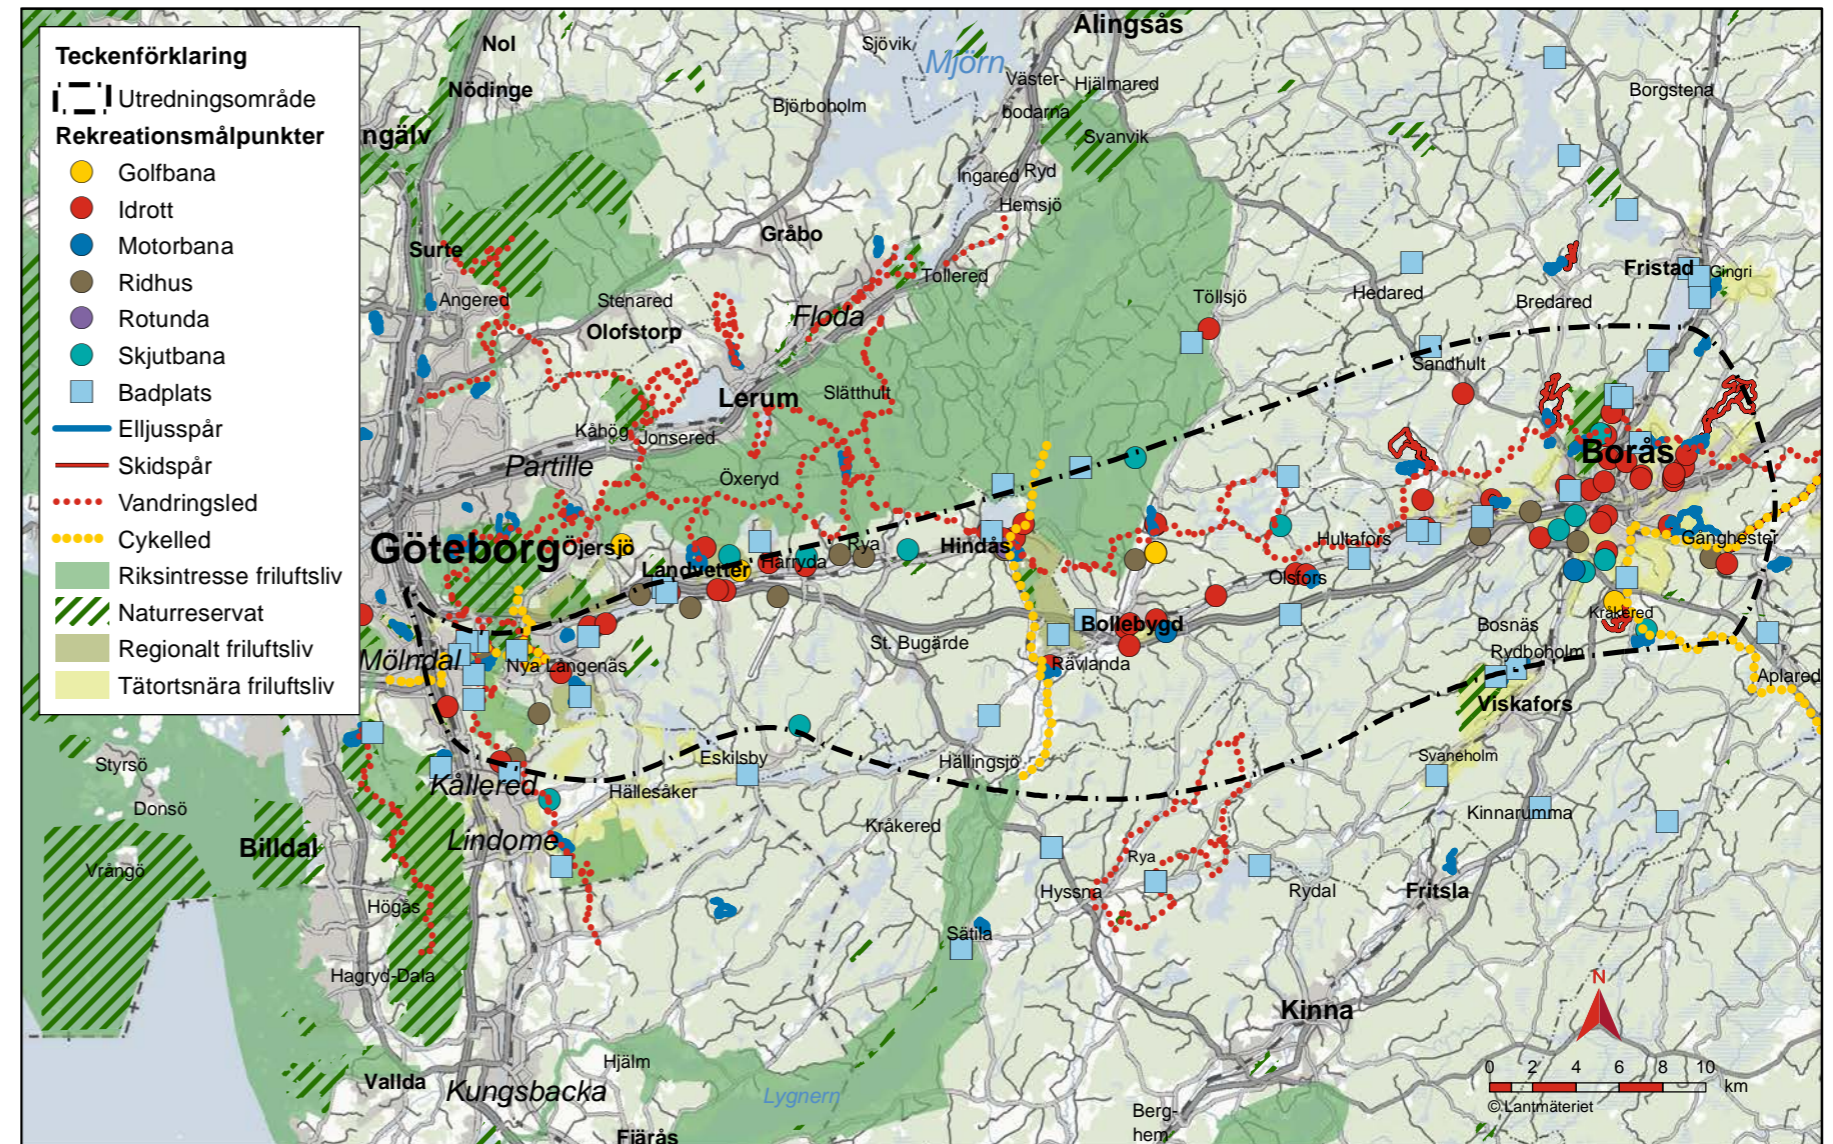 Teckenförklaring
Utredningsområde
Rekreationsmålpunkter
Golfbana
Idrott
Motorbana
Ridhus
Rotunda
Skjutbana
Badplats
Elljusspår
Skidspår
Vandringsled
Cykelled
Riksintresse friluftsliv
Naturreservat
Regionalt friluftsliv
Tätortsnära friluftsliv
Nol
Nödinge
ngälv
Sjövik
Mjörn
Alingsås
Väster-
bodarna
Hjälmared
Björboholm
Svanvik
Borgstena
Ingared
Ryd
Hemsjö
Gråbo
Surte
Tollered
Angered
Stenared
Olofstorp
Floda
Töllsjö
Hedared
Bredared
Fristad
Gingri
Sandhult
Lerum
Slätthult
Kåhög
Jonsered
Partille
Öxeryd
Borås
Göteborg
Öjersjö
Landvetter
Härryda
Rya
Hindås
Hultafors
Olsfors
Gånghester
Kråkered
Bosnäs
Rydboholm
Bollebygd
St. Bugärde
Rävlanda
Mölndal
Nya Långenäs
Aplared
Viskafors
Styrsö
Donsö
Eskilsby
Hällingsjö
Svaneholm
Kållered
Hällesåker
Kinnarumma
Kråkered
Lindome
Billdal
Vrångö
Rya
Hyssna
Rydal
Fritsla
Högås
Sätila
Hagryd-Dala
Kinna
Hjälm
Vallda
Kungsbacka
Lygnern
Berg-
hem
Fjärås
N
0 2 4 6 8 10
km
© Lantmäteriet